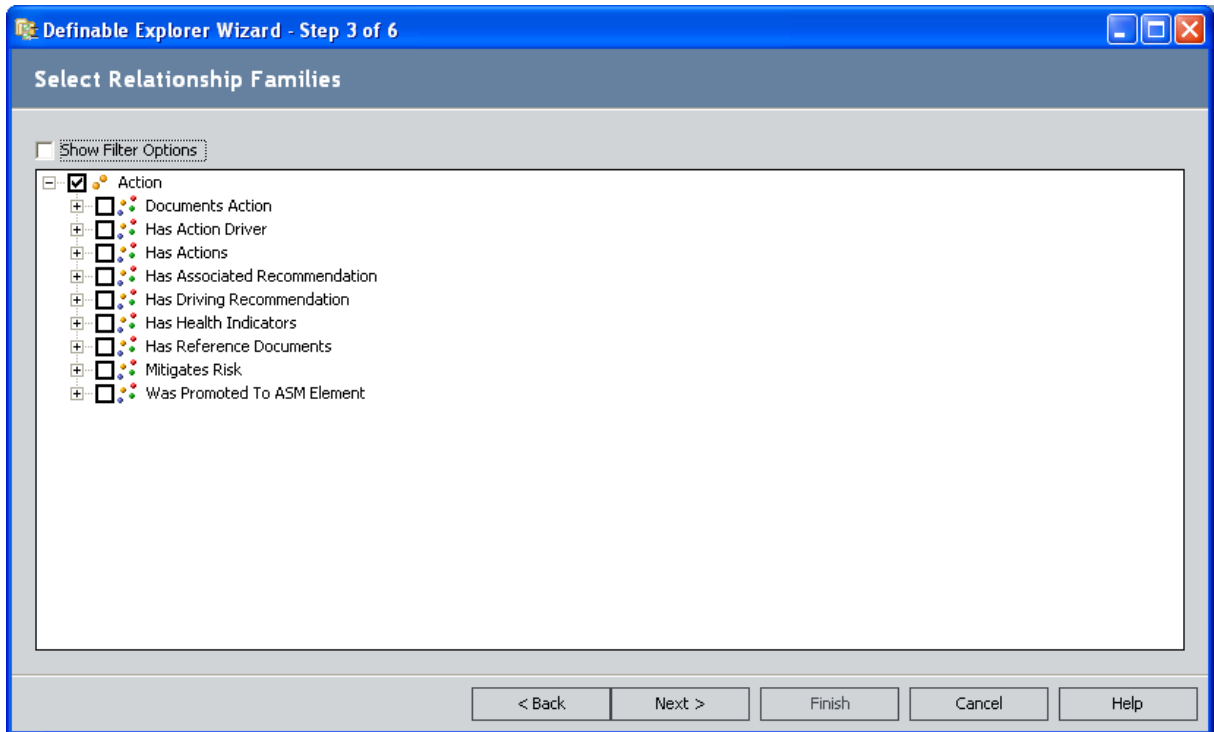 Definable Explorer Wizard - Step 3 of 6
Select Relationship Families
Show Filter Options
Action
Documents Action
Has Action Driver
Has Actions
Has Associated Recommendation
Has Driving Recommendation
Has Health Indicators
Has Reference Documents
Mitigates Risk
Was Promoted To ASM Element
< Back Next > Finish Cancel Help